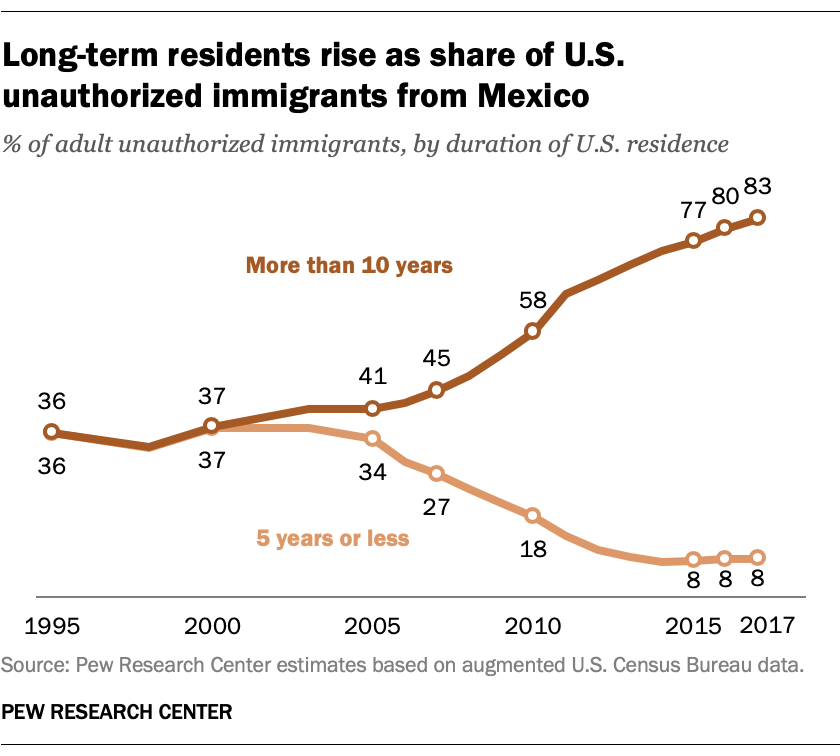 Long-term residents rise as share of U.S.
unauthorized immigrants from Mexico
% of adult unauthorized immigrants, by duration of U.S. residence
77 80 83
More than 10 years
58
45
41
36 37
36 37
34
27
18
5 years or less
8 8 8
1995 2000 2005 2010 2015 2017
Source: Pew Research Center estimates based on augmented U.S. Census Bureau data.
PEW RESEARCH CENTER